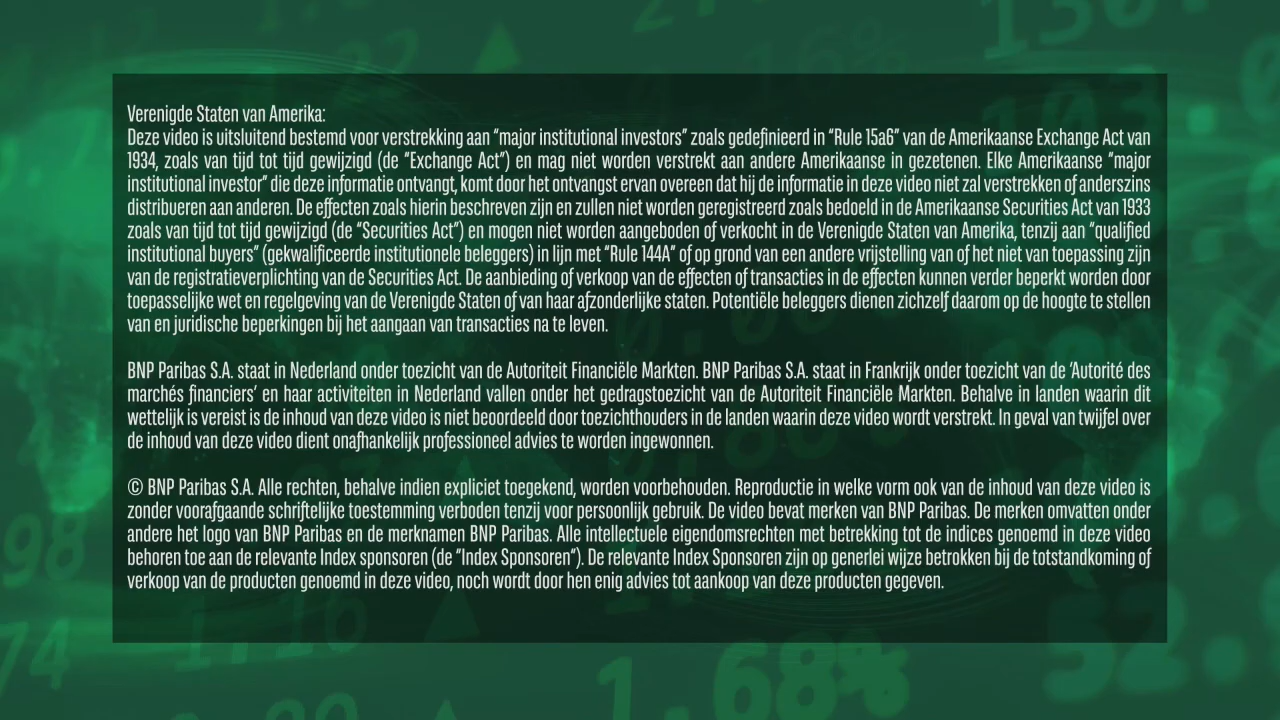 Verenigde Staten van Amerika:
Deze video is uitsluitend bestemd voor verstrekking aan “major institutional investors” zoals gedefinieerd in “Rule 15a6” van de Amerikaanse Exchange Act van
1934, zoals van tijd tot tijd gewijzigd (de “Exchange Act”) en mag niet worden verstrekt aan andere Amerikaanse in gezetenen. Elke Amerikaanse "major
institutional investor” die deze informatie ontvangt, komt door het ontvangst ervan overeen dat hij de informatie in deze video niet zal verstrekken of anderszins
distribueren aan anderen. De effecten zoals hierin beschreven zijn en zullen niet worden geregistreerd zoals bedoeld in de Amerikaanse Securities Act van 1933
zoals van tijd tot tijd gewijzigd (de “Securities Act”) en mogen niet worden aangeboden of verkocht in de Verenigde Staten van Amerika, tenzij aan “qualified
institutional buyers” (gekwalificeerde institutionele beleggers) in lijn met “Rule 144A” of op grond van een andere vrijstelling van of het niet van toepassing zijn
van de registratieverplichting van de Securities Act. De aanbieding of verkoop van de effecten of transacties in de effecten kunnen verder beperkt worden door
toepasselijke wet en regelgeving van de Verenigde Staten of van haar afzonderlijke staten. Potentiële beleggers dienen zichzelf daarom op de hoogte te stellen
van en juridische beperkingen bij het aangaan van transacties na te leven.
BNP Paribas S.A. staat in Nederland onder toezicht van de Autoriteit Financiële Markten. BNP Paribas S.A. staat in Frankrijk onder toezicht van de ‘Autorité des
marchés financiers’ en haar activiteiten in Nederland vallen onder het gedragstoezicht van de Autoriteit Financiële Markten. Behalve in landen waarin dit
wettelijk is vereist is de inhoud van deze video is niet beoordeeld door toezichthouders in de landen waarin deze video wordt verstrekt. In geval van twijfel over
de inhoud van deze video dient onafhankelijk professioneel advies te worden ingewonnen.
© BNP Paribas S.A. Alle rechten, behalve indien expliciet toegekend, worden voorbehouden. Reproductie in welke vorm ook van de inhoud van deze video is
zonder voorafgaande schriftelijke toestemming verboden tenzij voor persoonlijk gebruik. De video bevat merken van BNP Paribas. De merken omvatten onder
andere het logo van BNP Paribas en de merknamen BNP Paribas. Alle intellectuele eigendomsrechten met betrekking tot de indices genoemd in deze video
behoren toe aan de relevante Index sponsoren (de “Index Sponsoren”). De relevante Index Sponsoren zijn op generlei wijze betrokken bij de totstandkoming of
verkoop van de producten genoemd in deze video, noch wordt door hen enig advies tot aankoop van deze producten gegeven.
1.16
1.68%